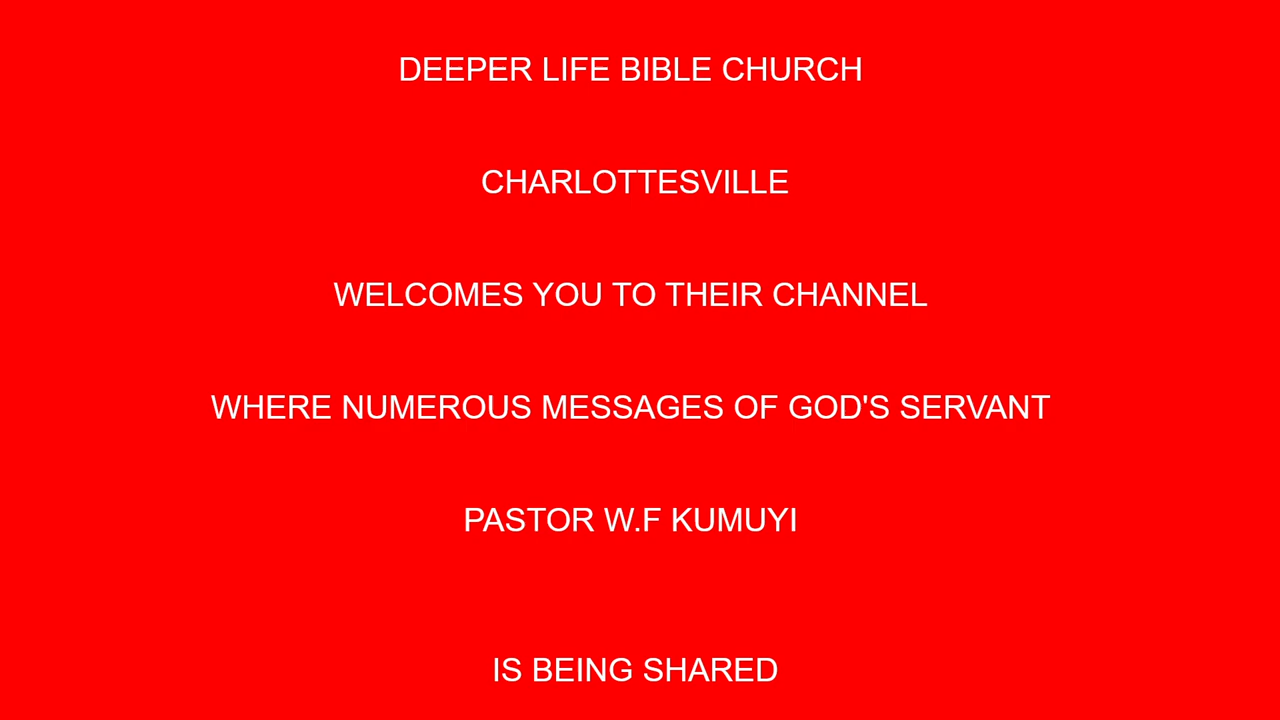 DEEPER LIFE BIBLE CHURCH
CHARLOTTESVILLE
WELCOMES YOU TO THEIR CHANNEL
WHERE NUMEROUS MESSAGES OF GOD'S SERVANT
PASTOR W.F KUMUYI
IS BEING SHARED